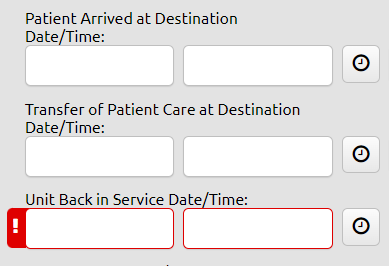 Patient Arrived at Destination
Date/Time:
Transfer of Patient Care at Destination
Date/Time:
Unit Back in Service Date/Time:
!